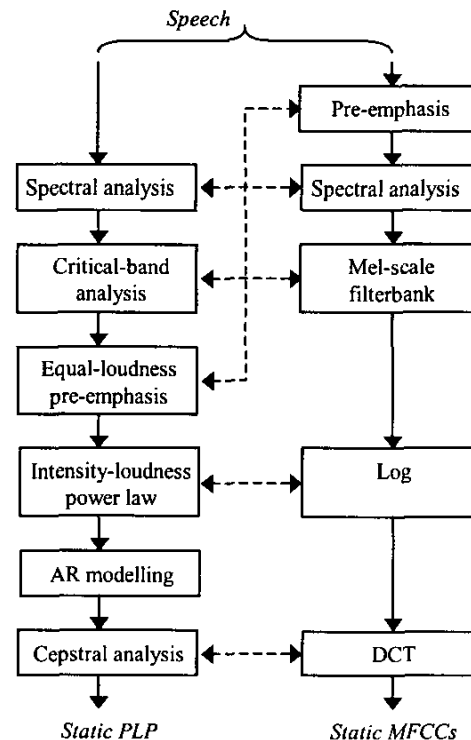 Speech
Pre-emphasis
Spectral analysis
Spectral analysis
Critical-band
analysis
Mel-scale
filterbank
Equal-loudness
pre-emphasis
Intensity-loudness
power law
Log
AR modelling
Cepstral analysis
DCT
Static PLP
Static MFCCs